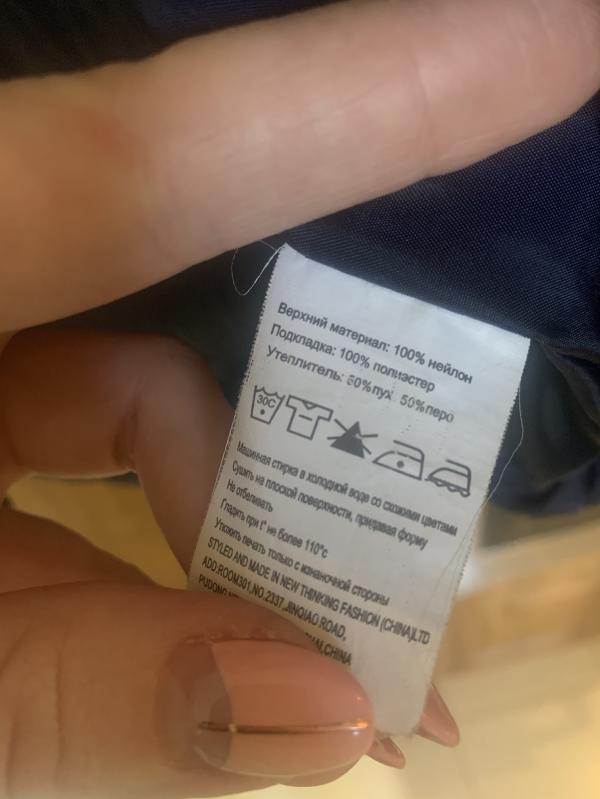 Верхний материал: 100% нейлон
Подкладка: 100% полиэстер
Утеплитель: 50%пух 50%перо
30C
Машинная стирка в холодной воде со схожими цветами
Сушить на плоской поверхности, придавая форму
Не отбеливать
Гладить при t° не более 110°c
Утюжить печать только с изнаночной стороны
STYLED AND MADE IN NEW THINKING FASHION (CHINA)LTD
ADD:ROOM301,NO.2337,JINQIAO ROAD,
CHINA